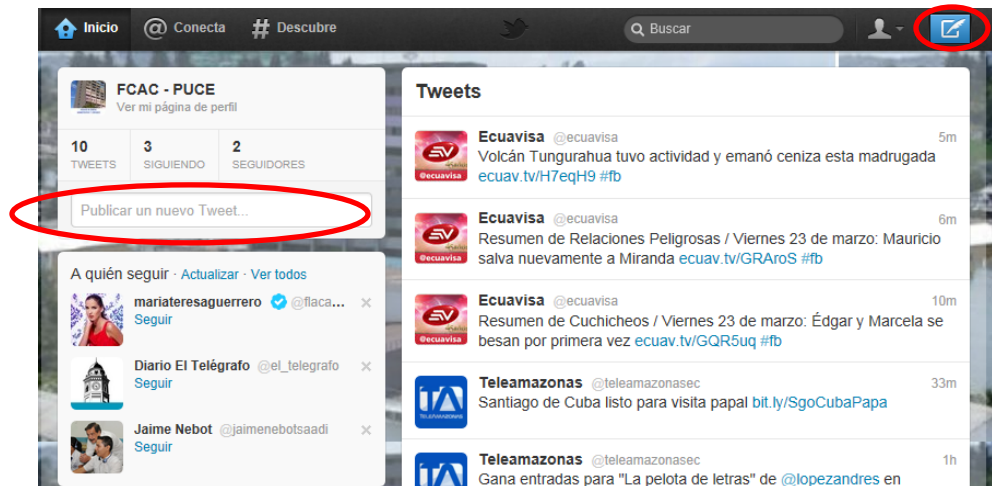 Inicio @ Conecta # Descubre Buscar
FCAC - PUCE
Ver mi página de perfil
10 3 2
TWEETS SIGUIENDO SEGUIDORES
Publicar un nuevo Tweet...
A quién seguir · Actualizar · Ver todos
mariateresaguerrero @flaca... ×
Seguir
Diario El Telégrafo @el_telegrafo ×
Seguir
Jaime Nebot @jaimenebotsaadi ×
Seguir
Tweets
Ecuavisa @ecuavisa 5m
Volcán Tungurahua tuvo actividad y emanó ceniza esta madrugada
ecuav.tv/H7eqH9 #fb
@ecuavisa
Ecuavisa @ecuavisa 6m
Resumen de Relaciones Peligrosas / Viernes 23 de marzo: Mauricio
salva nuevamente a Miranda ecuav.tv/GRAroS #fb
@ecuavisa
Ecuavisa @ecuavisa 10m
Resumen de Cuchicheos / Viernes 23 de marzo: Édgar y Marcela se
besan por primera vez ecuav.tv/GQR5uq #fb
@ecuavisa
Teleamazonas @teleamazonasec 33m
Santiago de Cuba listo para visita papal bit.ly/SgoCubaPapa
TELEAMAZONAS
Teleamazonas @teleamazonasec 1h
Gana entradas para "La pelota de letras" de @lopezandres en